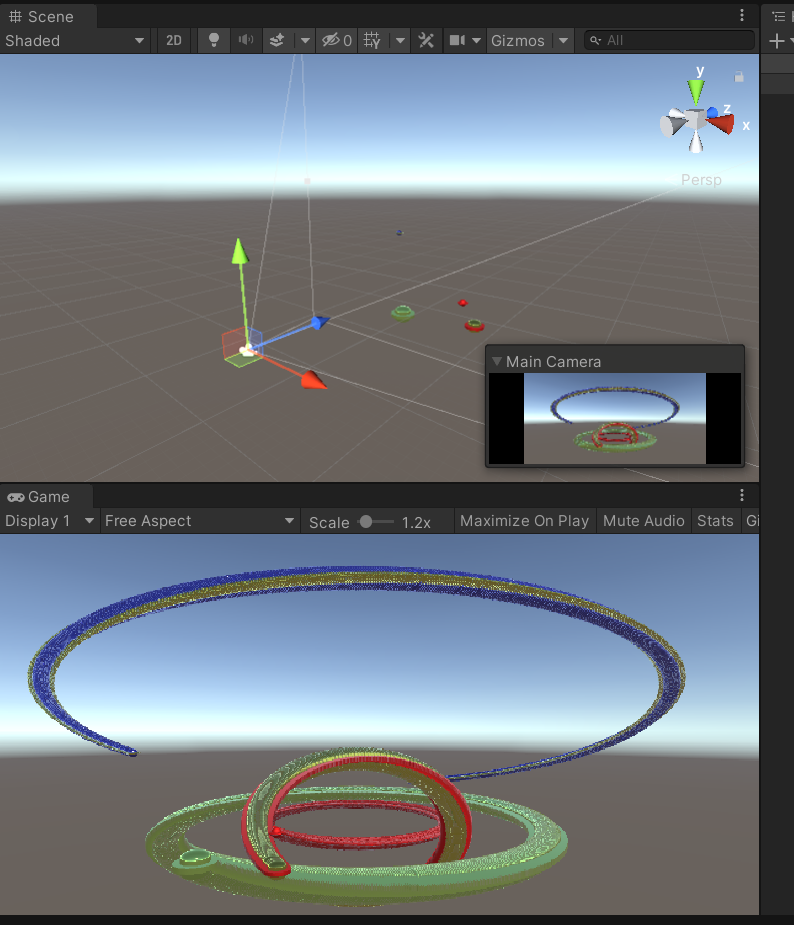 Scene
Shaded 2D 0 Gizmos All
y
z
x
Persp
Main Camera
Game
Display 1 Free Aspect Scale 1.2x Maximize On Play Mute Audio Stats Gi